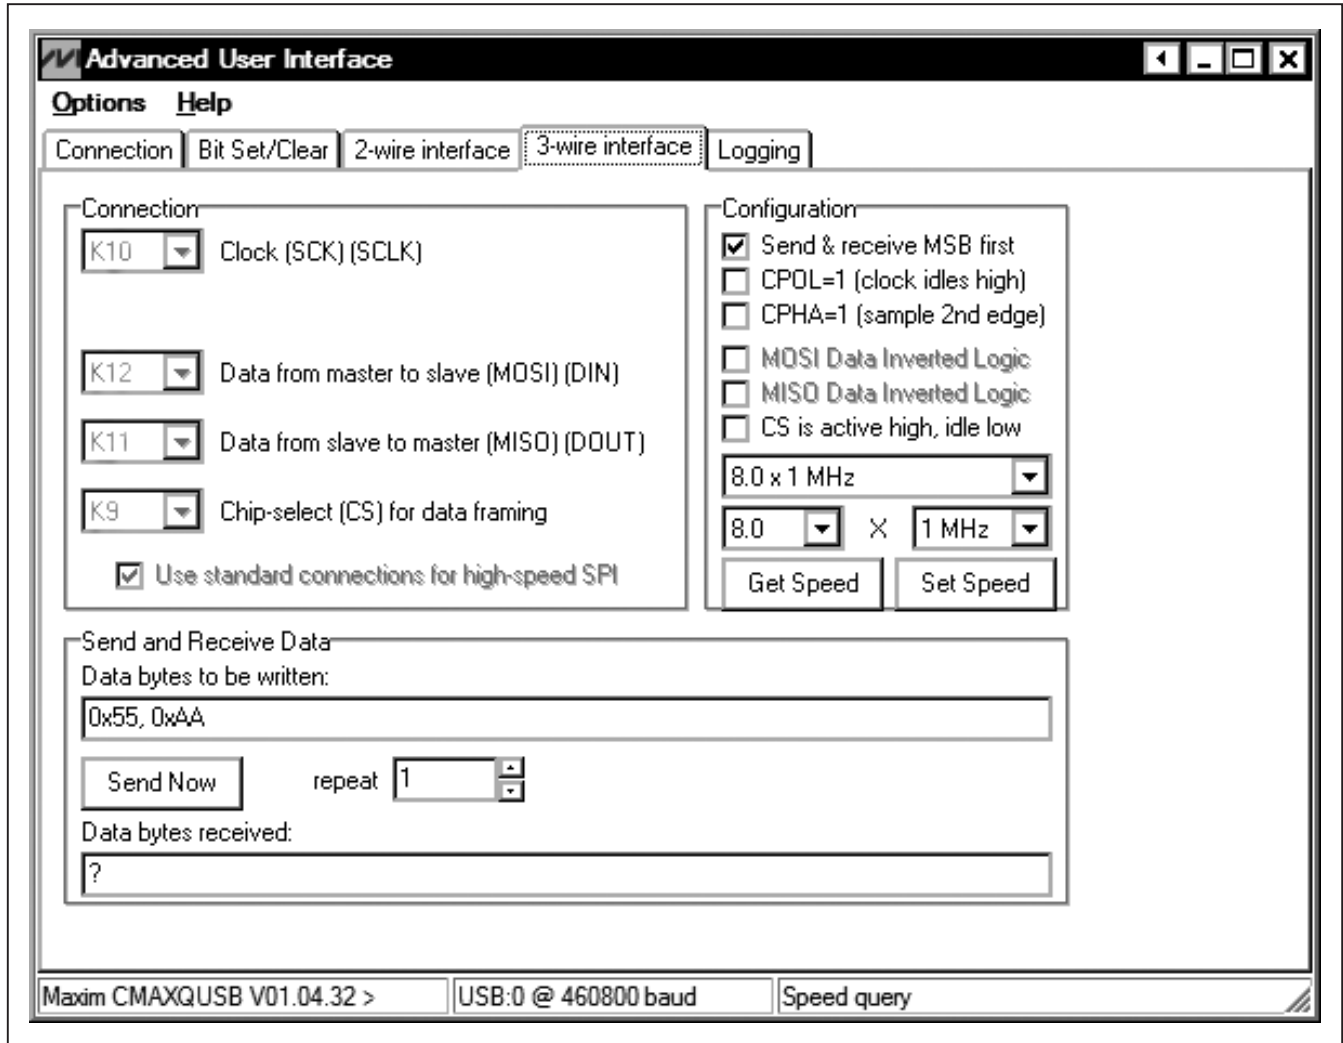 Advanced User Interface
Options Help
Connection Bit Set/Clear 2-wire interface 3-wire interface Logging
Connection
K10 Clock (SCK) (SCLK)
K12 Data from master to slave (MOSI) (DIN)
K11 Data from slave to master (MISO) (DOUT)
K9 Chip-select (CS) for data framing
Use standard connections for high-speed SPI
Configuration
Send & receive MSB first
CPOL=1 (clock idles high)
CPHA=1 (sample 2nd edge)
MOSI Data Inverted Logic
MISO Data Inverted Logic
CS is active high, idle low
8.0 x 1 MHz
8.0 X 1 MHz
Get Speed Set Speed
Send and Receive Data
Data bytes to be written:
0x55, 0xAA
Send Now repeat 1
Data bytes received:
?
Maxim CMAXQUSB V01.04.32 > USB:0 @ 460800 baud Speed query